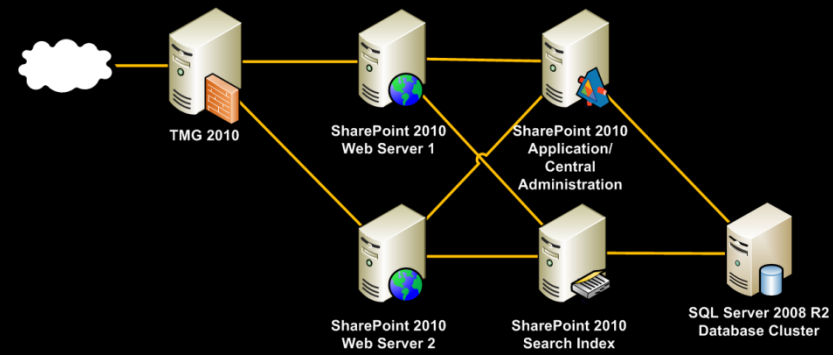 TMG 2010
SharePoint 2010
Web Server 1
SharePoint 2010
Application/
Central
Administration
SharePoint 2010
Web Server 2
SharePoint 2010
Search Index
SQL Server 2008 R2
Database Cluster